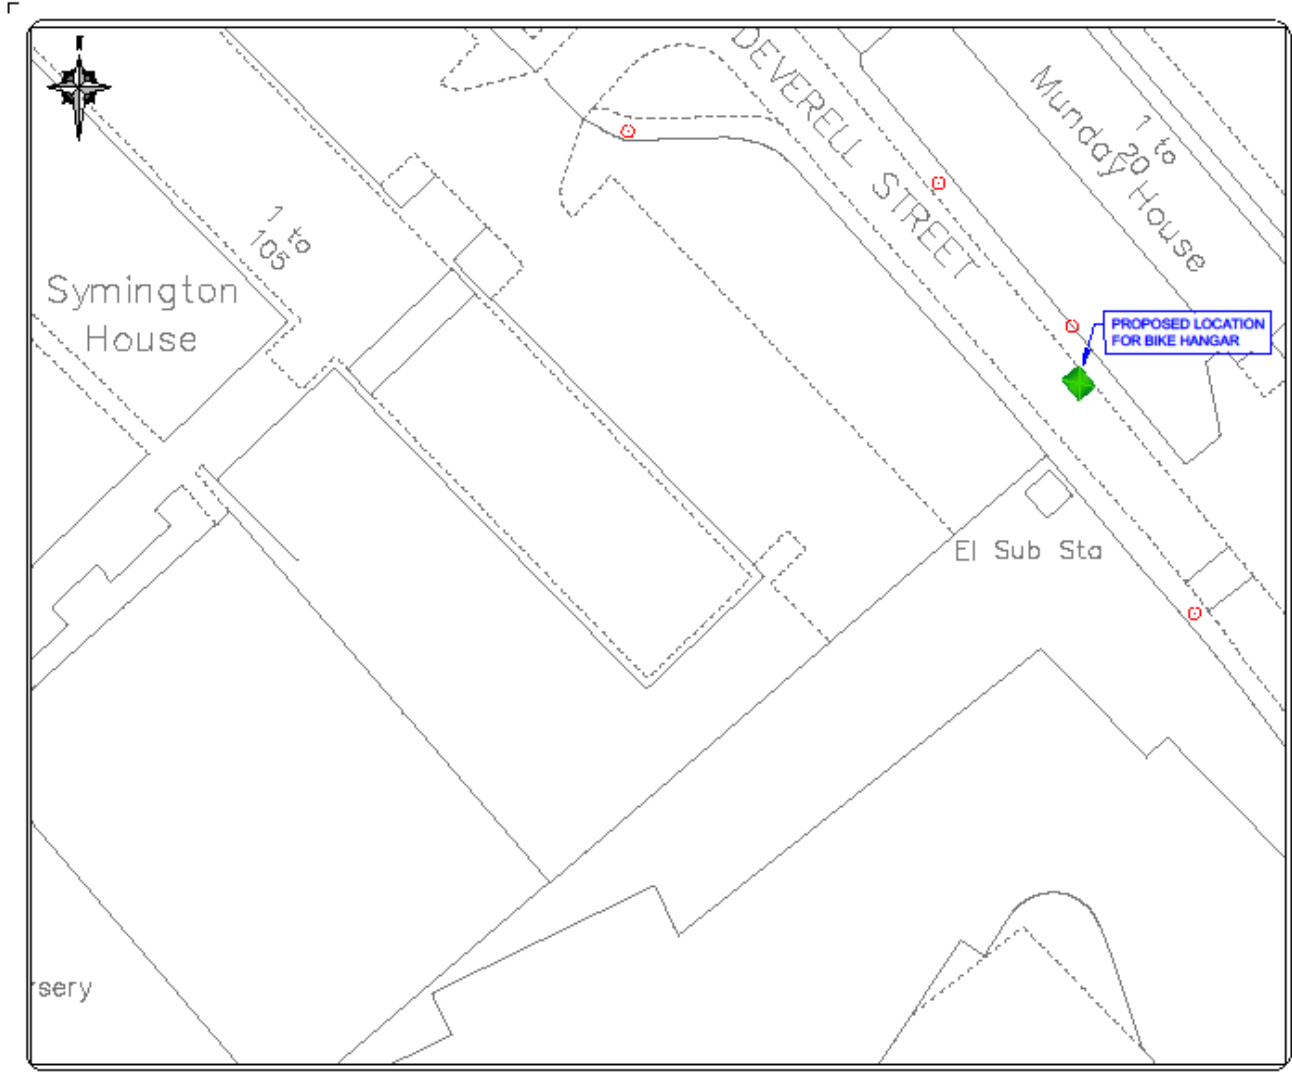 DEVERELL STREET
1 to
20
Munday House
1 to
105
Symington
House
PROPOSED LOCATION
FOR BIKE HANGAR
El Sub Sta
rsery